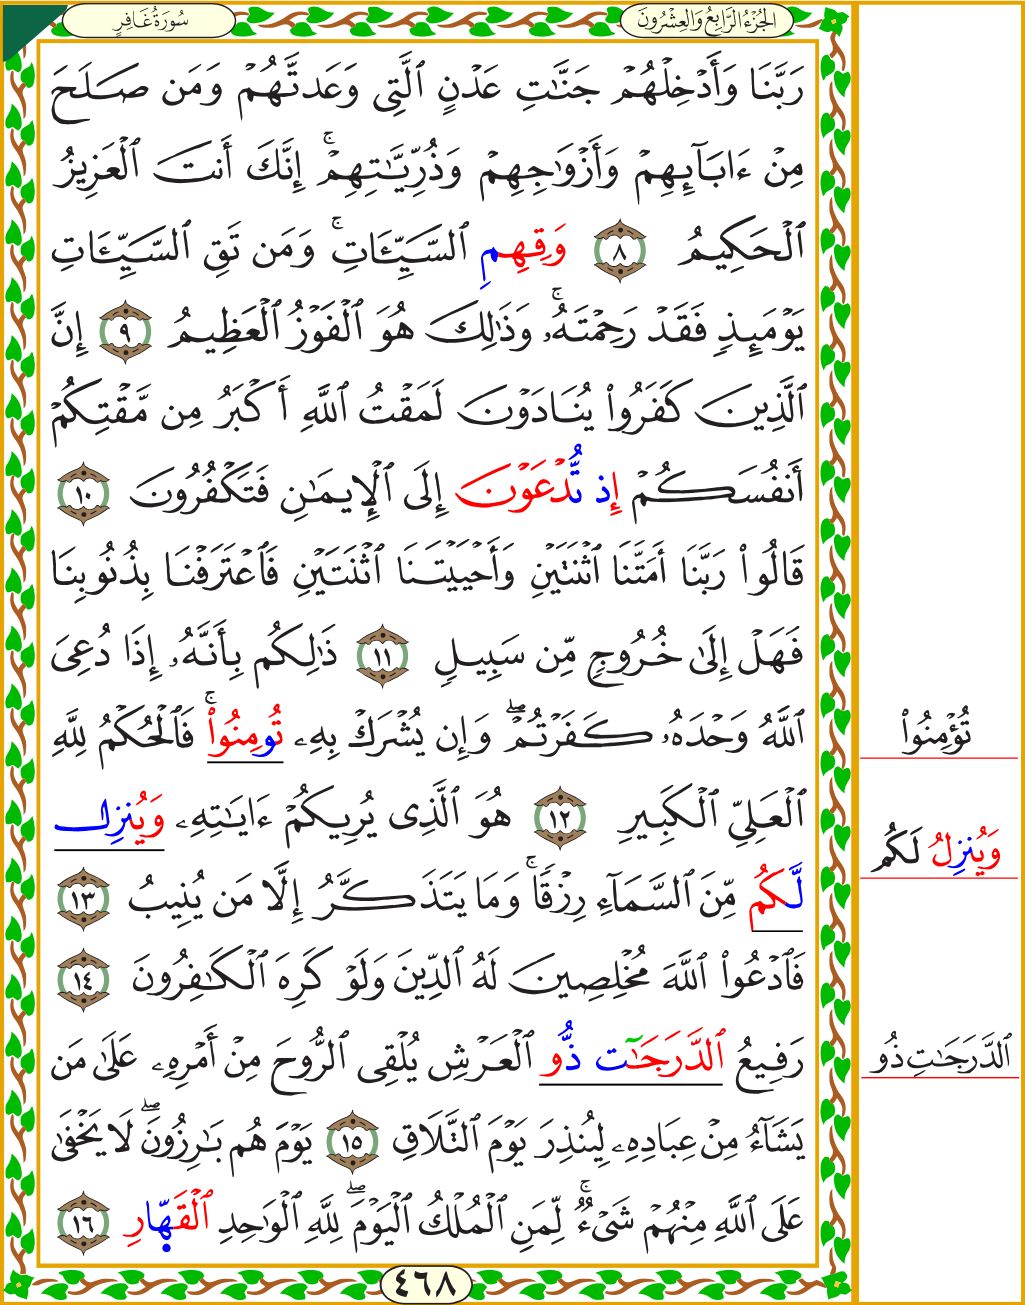 سُورَةُ غَافِرٍ
الجُزْءُ الرَّابِعُ وَالعِشْرُونَ
رَبَّنَا وَأَدْخِلْهُمْ جَنَّٰتِ عَدْنٍ ٱلَّتِى وَعَدتَّهُمْ وَمَن صَلَحَ
مِنْ ءَابَآئِهِمْ وَأَزْوَٰجِهِمْ وَذُرِّيَّٰتِهِمْۚ إِنَّكَ أَنتَ ٱلْعَزِيزُ
ٱلْحَكِيمُ ٨ وَقِهِمِ ٱلسَّيِّـَٔاتِۚ وَمَن تَقِ ٱلسَّيِّـَٔاتِ
يَوْمَئِذٍ فَقَدْ رَحِمْتَهُۥۚ وَذَٰلِكَ هُوَ ٱلْفَوْزُ ٱلْعَظِيمُ ٩ إِنَّ
ٱلَّذِينَ كَفَرُوا۟ يُنَادَوْنَ لَمَقْتُ ٱللَّهِ أَكْبَرُ مِن مَّقْتِكُمْ
أَنفُسَكُمْ إِذ تُّدْعَوْنَ إِلَى ٱلْإِيمَٰنِ فَتَكْفُرُونَ ١٠
قَالُوا۟ رَبَّنَا أَمَتَّنَا ٱثْنَتَيْنِ وَأَحْيَيْتَنَا ٱثْنَتَيْنِ فَٱعْتَرَفْنَا بِذُنُوبِنَا
فَهَلْ إِلَىٰ خُرُوجٍ مِّن سَبِيلٍ ١١ ذَٰلِكُم بِأَنَّهُۥ إِذَا دُعِىَ
ٱللَّهُ وَحْدَهُۥ كَفَرْتُمْۖ وَإِن يُشْرَكْ بِهِۦ تُومِنُوا۟ۚ فَٱلْحُكْمُ لِلَّهِ
ٱلْعَلِىِّ ٱلْكَبِيرِ ١٢ هُوَ ٱلَّذِى يُرِيكُمْ ءَايَٰتِهِۦ وَيُنزِل
لَّكُم مِّنَ ٱلسَّمَآءِ رِزْقًاۚ وَمَا يَتَذَكَّرُ إِلَّا مَن يُنِيبُ ١٣
فَٱدْعُوا۟ ٱللَّهَ مُخْلِصِينَ لَهُ ٱلدِّينَ وَلَوْ كَرِهَ ٱلْكَٰفِرُونَ ١٤
رَفِيعُ ٱلدَّرَجَٰت ذُّو ٱلْعَرْشِ يُلْقِى ٱلرُّوحَ مِنْ أَمْرِهِۦ عَلَىٰ مَن
يَشَآءُ مِنْ عِبَادِهِۦ لِيُنذِرَ يَوْمَ ٱلتَّلَاقِ ١٥ يَوْمَ هُم بَٰرِزُونَۖ لَا يَخْفَىٰ
عَلَى ٱللَّهِ مِنْهُمْ شَىْءٌۚ لِّمَنِ ٱلْمُلْكُ ٱلْيَوْمَۖ لِلَّهِ ٱلْوَٰحِدِ ٱلْقَهَّارِ ١٦
تُؤْمِنُوا۟
وَيُنزِلُ لَكُم
ٱلدَّرَجَٰتِ ذُو
٤٦٨